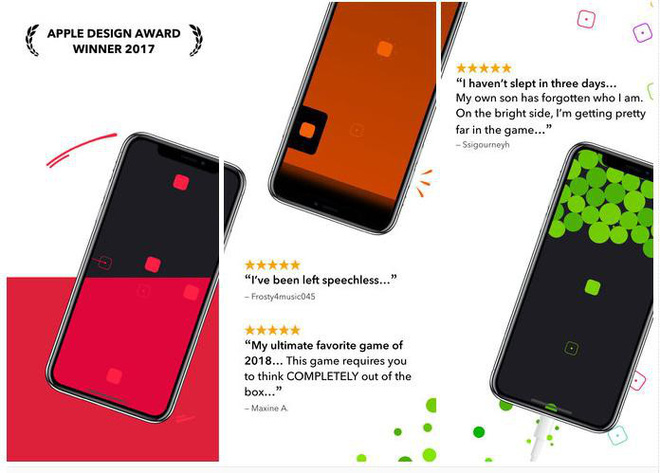 APPLE DESIGN AWARD
WINNER 2017
“I’ve been left speechless…”
– Frosty4music045
“My ultimate favorite game of
2018… This game requires you
to think COMPLETELY out of the
box…”
– Maxine A.
“I haven’t slept in three days…
My own son has forgotten who I am.
On the bright side, I’m getting pretty
far in the game…”
– Ssigourneyh